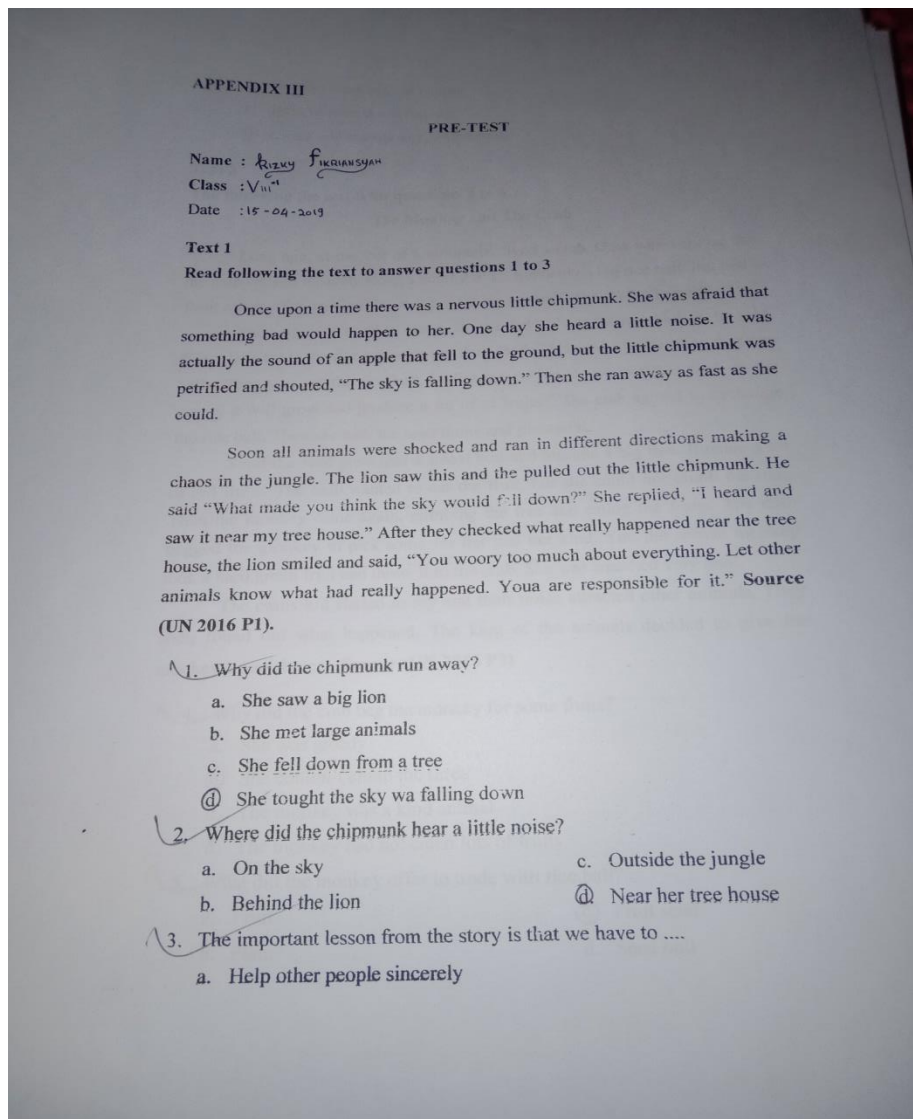 APPENDIX III
PRE-TEST
Name : Rizky Fikriansyah
Class : VIII-1
Date : 15-04-2019
Text 1
Read following the text to answer questions 1 to 3
Once upon a time there was a nervous little chipmunk. She was afraid that
something bad would happen to her. One day she heard a little noise. It was
actually the sound of an apple that fell to the ground, but the little chipmunk was
petrified and shouted, “The sky is falling down.” Then she ran away as fast as she
could.
Soon all animals were shocked and ran in different directions making a
chaos in the jungle. The lion saw this and the pulled out the little chipmunk. He
said “What made you think the sky would fall down?” She replied, “I heard and
saw it near my tree house.” After they checked what really happened near the tree
house, the lion smiled and said, “You woory too much about everything. Let other
animals know what had really happened. Youa are responsible for it.” Source
(UN 2016 P1).
1. Why did the chipmunk run away?
a. She saw a big lion
b. She met large animals
c. She fell down from a tree
d She tought the sky wa falling down
2. Where did the chipmunk hear a little noise?
a. On the sky c. Outside the jungle
b. Behind the lion d Near her tree house
3. The important lesson from the story is that we have to ....
a. Help other people sincerely